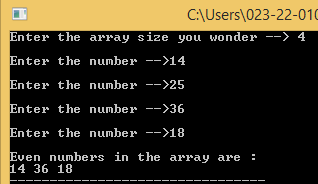 C:\Users\023-22-010
Enter the array size you wonder --> 4
Enter the number -->14
Enter the number -->25
Enter the number -->36
Enter the number -->18
Even numbers in the array are :
14 36 18
--------------------------------